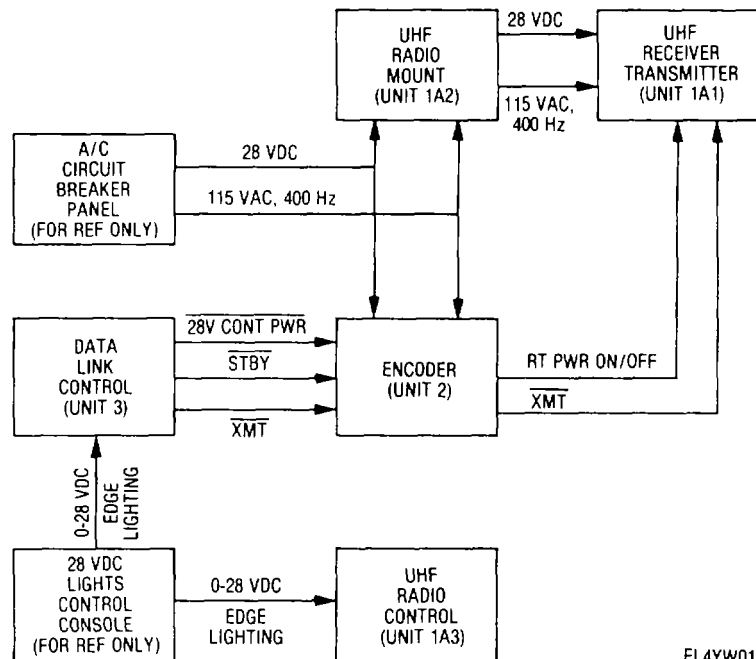 UHF
RADIO
MOUNT
(UNIT 1A2)
28 VDC
115 VAC,
400 Hz
UHF
RECEIVER
TRANSMITTER
(UNIT 1A1)
A/C
CIRCUIT
BREAKER
PANEL
(FOR REF ONLY)
28 VDC
115 VAC, 400 Hz
DATA
LINK
CONTROL
(UNIT 3)
28V CONT PWR
STBY
XMT
ENCODER
(UNIT 2)
RT PWR ON/OFF
XMT
0-28 VDC
EDGE
LIGHTING
28 VDC
LIGHTS
CONTROL
CONSOLE
(FOR REF ONLY)
0-28 VDC
EDGE
LIGHTING
UHF
RADIO
CONTROL
(UNIT 1A3)